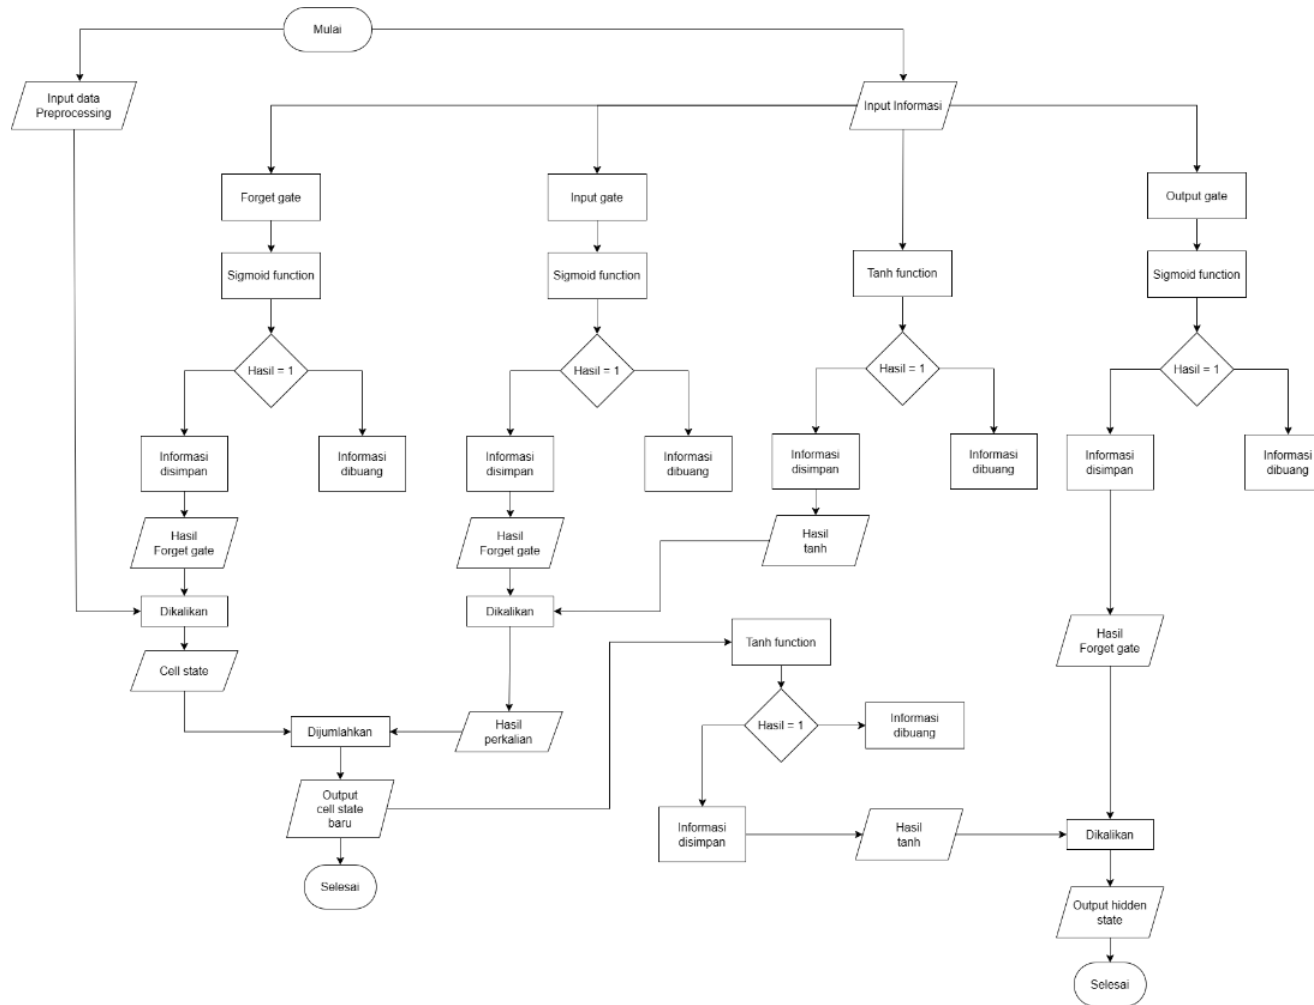 Mulai
Input data
Preprocessing
Input Informasi
Forget gate
Input gate
Output gate
Sigmoid function
Sigmoid function
Tanh function
Sigmoid function
Hasil = 1
Hasil = 1
Hasil = 1
Hasil = 1
Informasi
disimpan
Informasi
dibuang
Informasi
disimpan
Informasi
dibuang
Informasi
disimpan
Informasi
dibuang
Informasi
disimpan
Informasi
dibuang
Hasil
Forget gate
Hasil
Forget gate
Hasil
tanh
Dikalikan
Dikalikan
Tanh function
Hasil
Forget gate
Cell state
Dijumlahkan
Hasil
perkalian
Hasil = 1
Informasi
dibuang
Output
cell state
baru
Informasi
disimpan
Hasil
tanh
Dikalikan
Selesai
Output hidden
state
Selesai